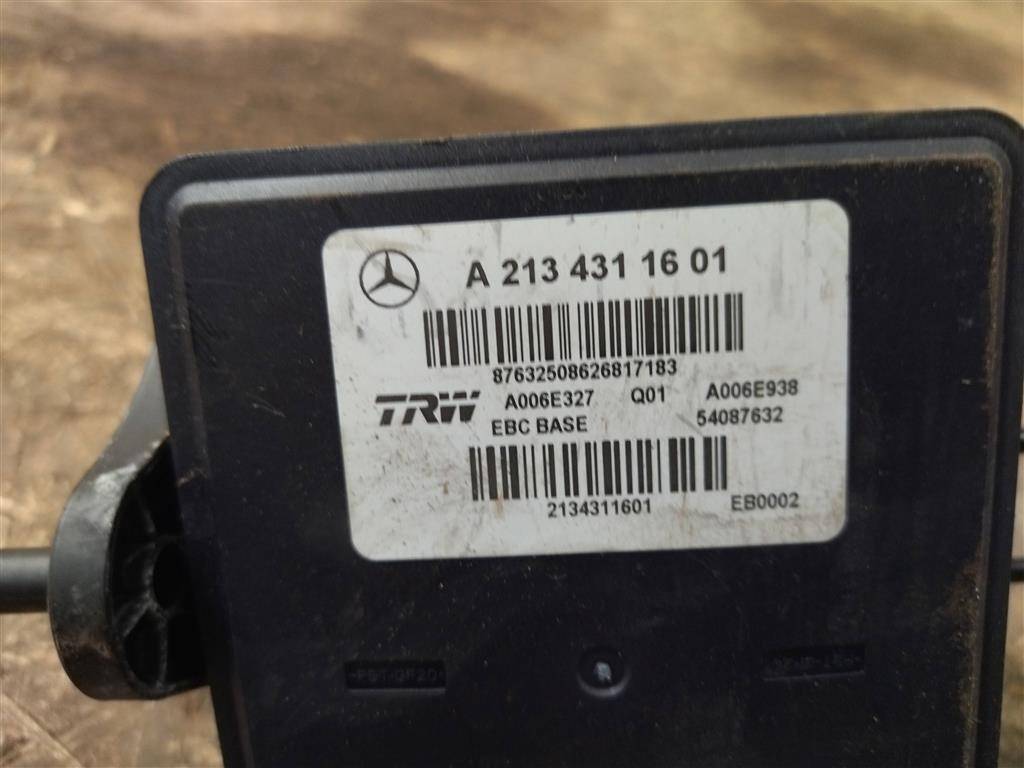 A 213 431 16 01
87632508626817183
TRW A006E327 Q01 A006E938
EBC BASE 54087632
2134311601 EB0002